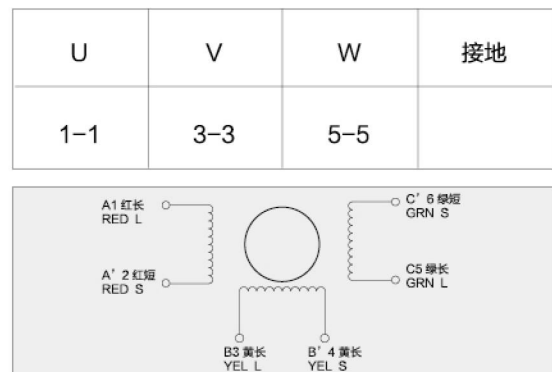 U V W 接地
1-1 3-3 5-5
A1 红长
RED L
A' 2 红短
RED S
C' 6 绿短
GRN S
C5 绿长
GRN L
B3 黄长
YEL L
B' 4 黄长
YEL S